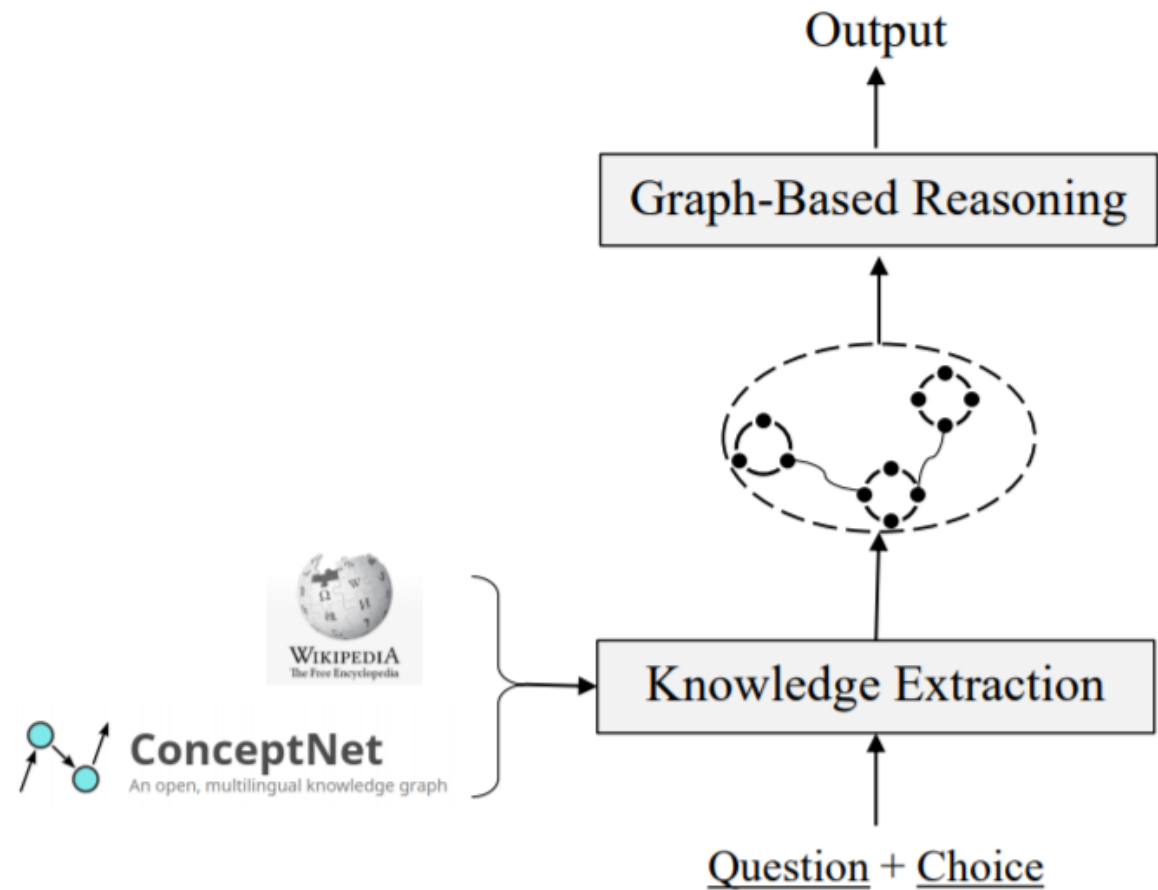 Output
Graph-Based Reasoning
Ω W И
WIKIPEDIA
The Free Encyclopedia
Knowledge Extraction
ConceptNet
An open, multilingual knowledge graph
Question + Choice